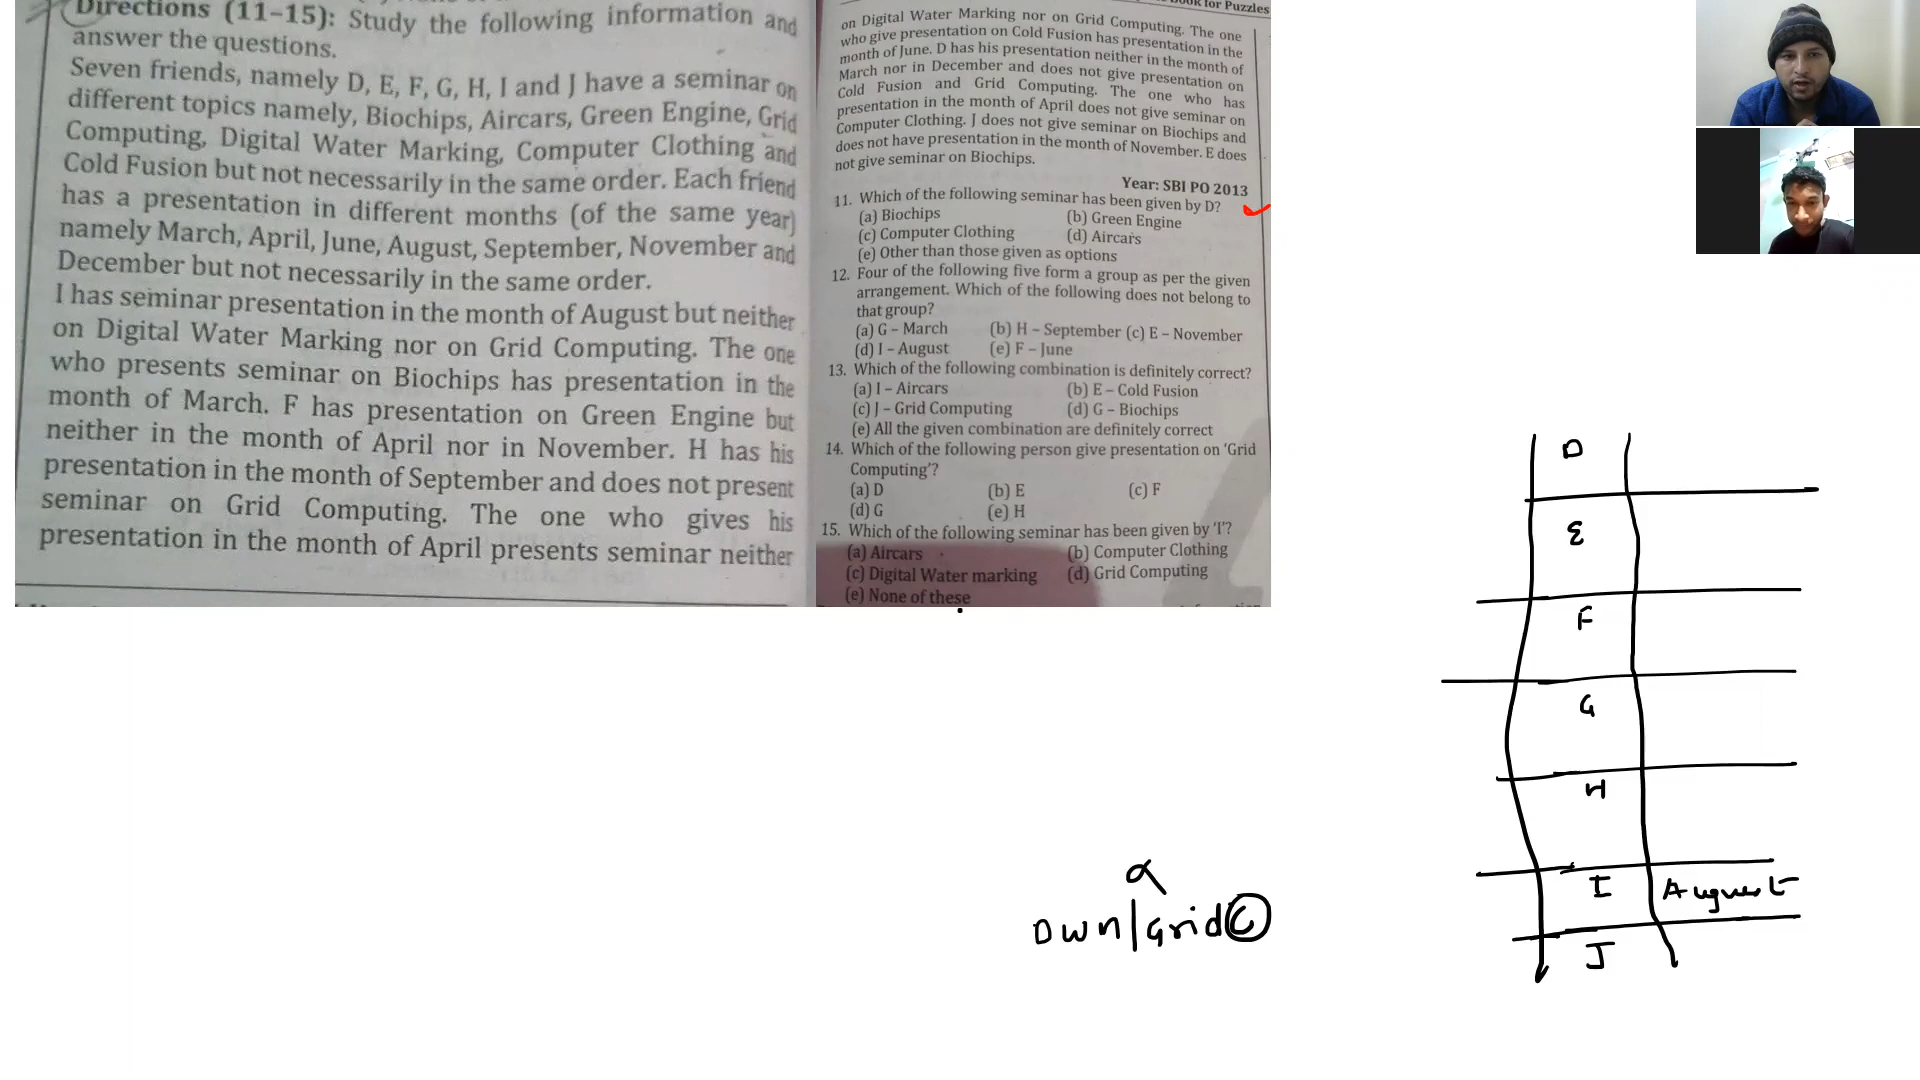 Directions (11–15): Study the following information and
answer the questions.
Seven friends, namely D, E, F, G, H, I and J have a seminar on
different topics namely, Biochips, Aircars, Green Engine, Grid
Computing, Digital Water Marking, Computer Clothing and
Cold Fusion but not necessarily in the same order. Each friend
has a presentation in different months (of the same year)
namely March, April, June, August, September, November and
December but not necessarily in the same order.
I has seminar presentation in the month of August but neither
on Digital Water Marking nor on Grid Computing. The one
who presents seminar on Biochips has presentation in the
month of March. F has presentation on Green Engine but
neither in the month of April nor in November. H has his
presentation in the month of September and does not present
seminar on Grid Computing. The one who gives his
presentation in the month of April presents seminar neither
Book for Puzzles
on Digital Water Marking nor on Grid Computing. The one
who give presentation on Cold Fusion has presentation in the
month of June. D has his presentation neither in the month of
March nor in December and does not give presentation on
Cold Fusion and Grid Computing. The one who has
presentation in the month of April does not give seminar on
Computer Clothing. J does not give seminar on Biochips and
does not have presentation in the month of November. E does
not give seminar on Biochips.
Year: SBI PO 2013
11. Which of the following seminar has been given by D?
(a) Biochips (b) Green Engine
(c) Computer Clothing (d) Aircars
(e) Other than those given as options
12. Four of the following five form a group as per the given
arrangement. Which of the following does not belong to
that group?
(a) G – March (b) H – September (c) E – November
(d) I – August (e) F – June
13. Which of the following combination is definitely correct?
(a) I – Aircars (b) E – Cold Fusion
(c) J – Grid Computing (d) G – Biochips
(e) All the given combination are definitely correct
14. Which of the following person give presentation on 'Grid
Computing'?
(a) D (b) E (c) F
(d) G (e) H
15. Which of the following seminar has been given by 'I'?
(a) Aircars (b) Computer Clothing
(c) Digital Water marking (d) Grid Computing
(e) None of these
D
E
F
G
H
I August
J
DWM/Grid C